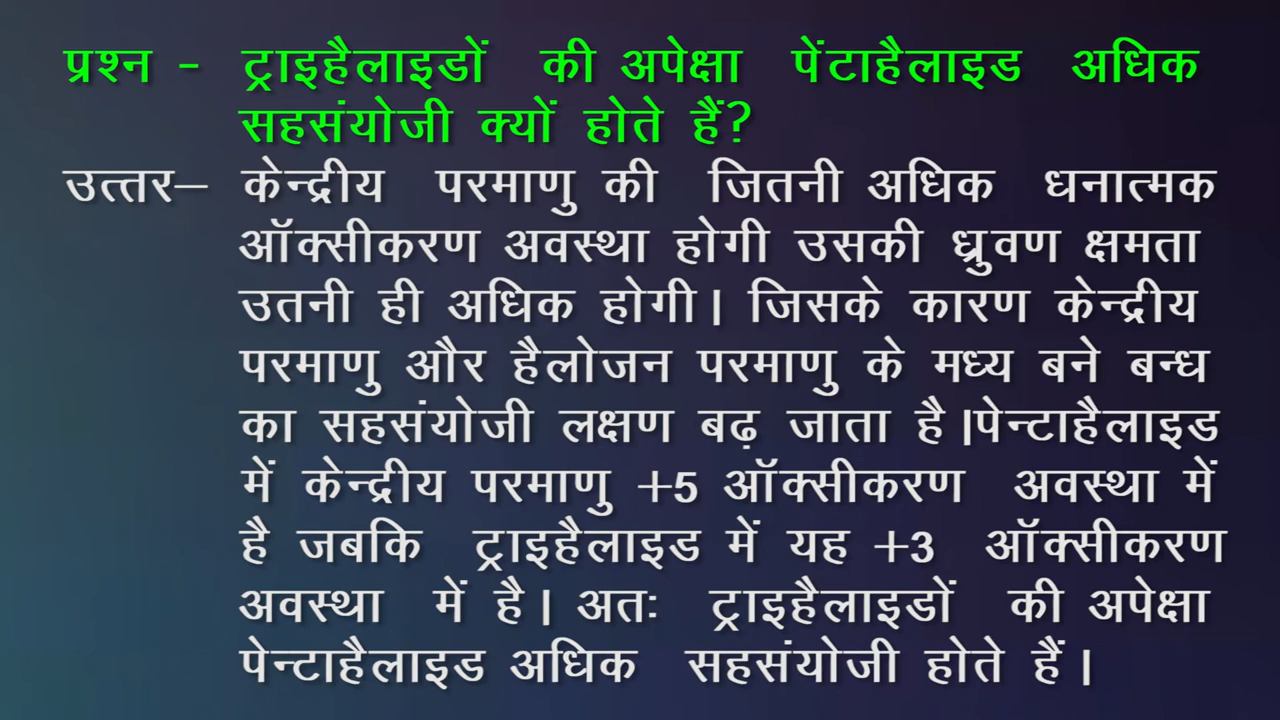 प्रश्न - ट्राइहैलाइडों की अपेक्षा पेंटाहैलाइड अधिक
सहसंयोजी क्यों होते हैं?
उत्तर– केन्द्रीय परमाणु की जितनी अधिक धनात्मक
ऑक्सीकरण अवस्था होगी उसकी ध्रुवण क्षमता
उतनी ही अधिक होगी। जिसके कारण केन्द्रीय
परमाणु और हैलोजन परमाणु के मध्य बने बन्ध
का सहसंयोजी लक्षण बढ़ जाता है।पेन्टाहैलाइड
में केन्द्रीय परमाणु +5 ऑक्सीकरण अवस्था में
है जबकि ट्राइहैलाइड में यह +3 ऑक्सीकरण
अवस्था में है। अतः ट्राइहैलाइडों की अपेक्षा
पेन्टाहैलाइड अधिक सहसंयोजी होते हैं।